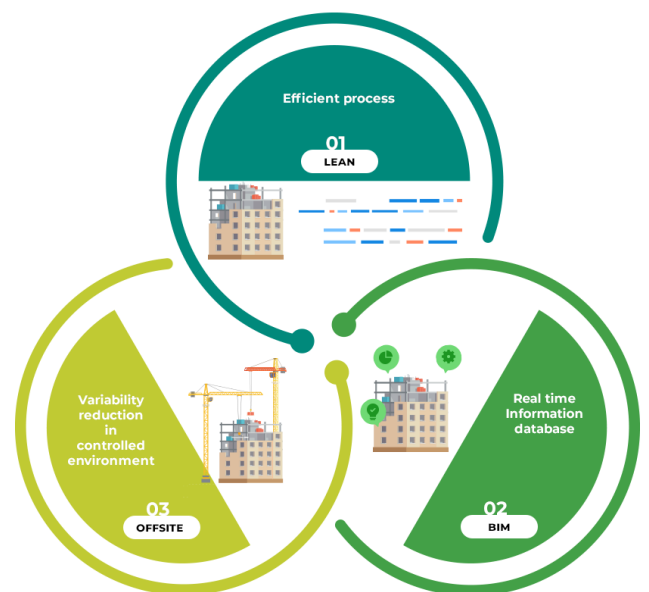 Efficient process
01
LEAN
Variability
reduction
in
controlled
environment
03
OFFSITE
Real time
Information
database
02
BIM